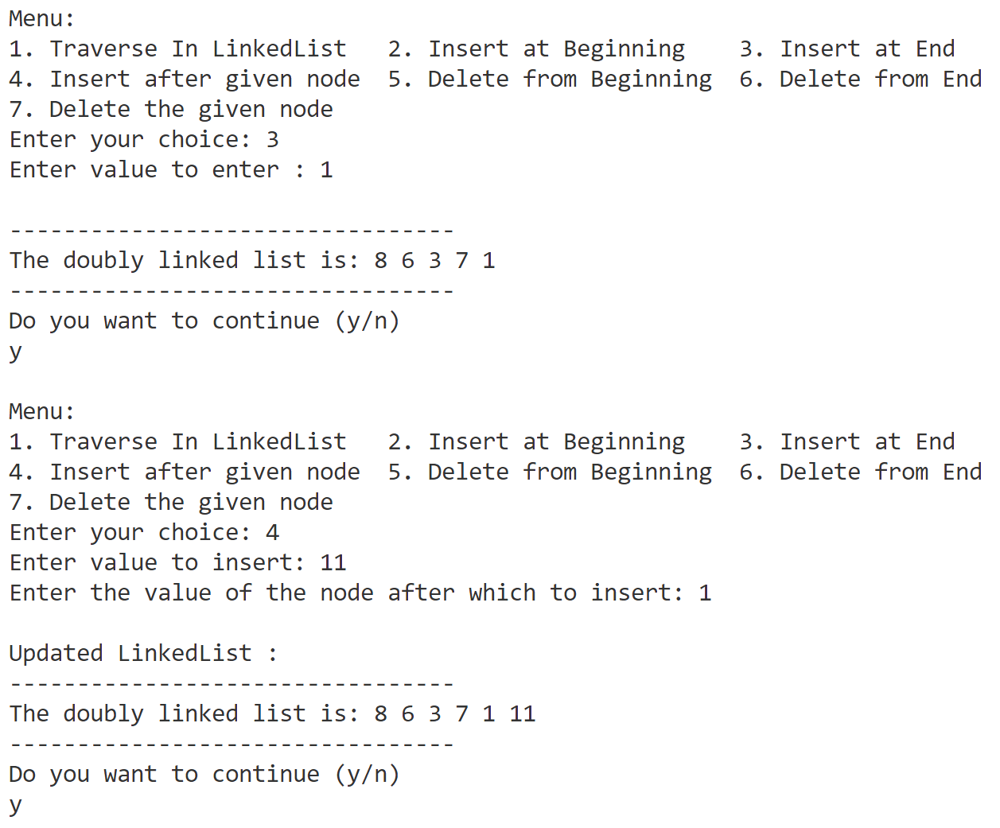 Menu:
1. Traverse In LinkedList   2. Insert at Beginning    3. Insert at End
4. Insert after given node  5. Delete from Beginning  6. Delete from End
7. Delete the given node
Enter your choice: 3
Enter value to enter : 1

---------------------------------
The doubly linked list is: 8 6 3 7 1
---------------------------------
Do you want to continue (y/n)
y

Menu:
1. Traverse In LinkedList   2. Insert at Beginning    3. Insert at End
4. Insert after given node  5. Delete from Beginning  6. Delete from End
7. Delete the given node
Enter your choice: 4
Enter value to insert: 11
Enter the value of the node after which to insert: 1

Updated LinkedList :
---------------------------------
The doubly linked list is: 8 6 3 7 1 11
---------------------------------
Do you want to continue (y/n)
y